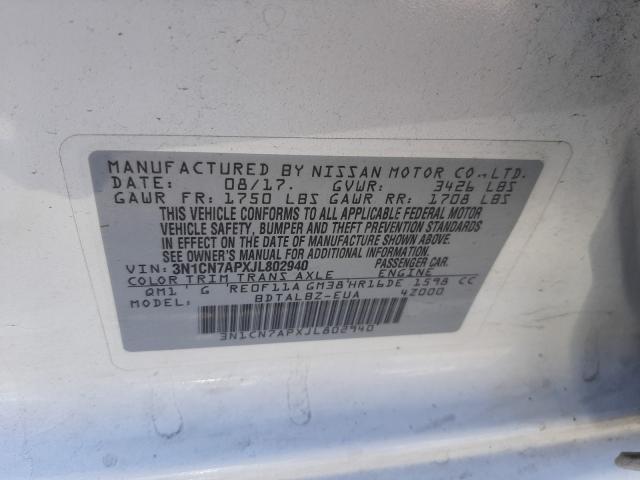 MANUFACTURED BY NISSAN MOTOR CO.,LTD.
DATE: 08/17. GVWR: 3426 LBS
GAWR FR: 1750 LBS GAWR RR: 1708 LBS
THIS VEHICLE CONFORMS TO ALL APPLICABLE FEDERAL MOTOR
VEHICLE SAFETY, BUMPER AND THEFT PREVENTION STANDARDS
IN EFFECT ON THE DATE OF MANUFACTURE SHOWN ABOVE.
SEE OWNER'S MANUAL FOR ADDITIONAL INFORMATION.
VIN: 3N1CN7APXJL802940 PASSENGER CAR.
COLOR TRIM TRANS AXLE ENGINE
QM1 G RE0F11A GM38 HR16DE 1598 CC
MODEL: BDTALBZ-EUA 4Z000
3N1CN7APXJL802940